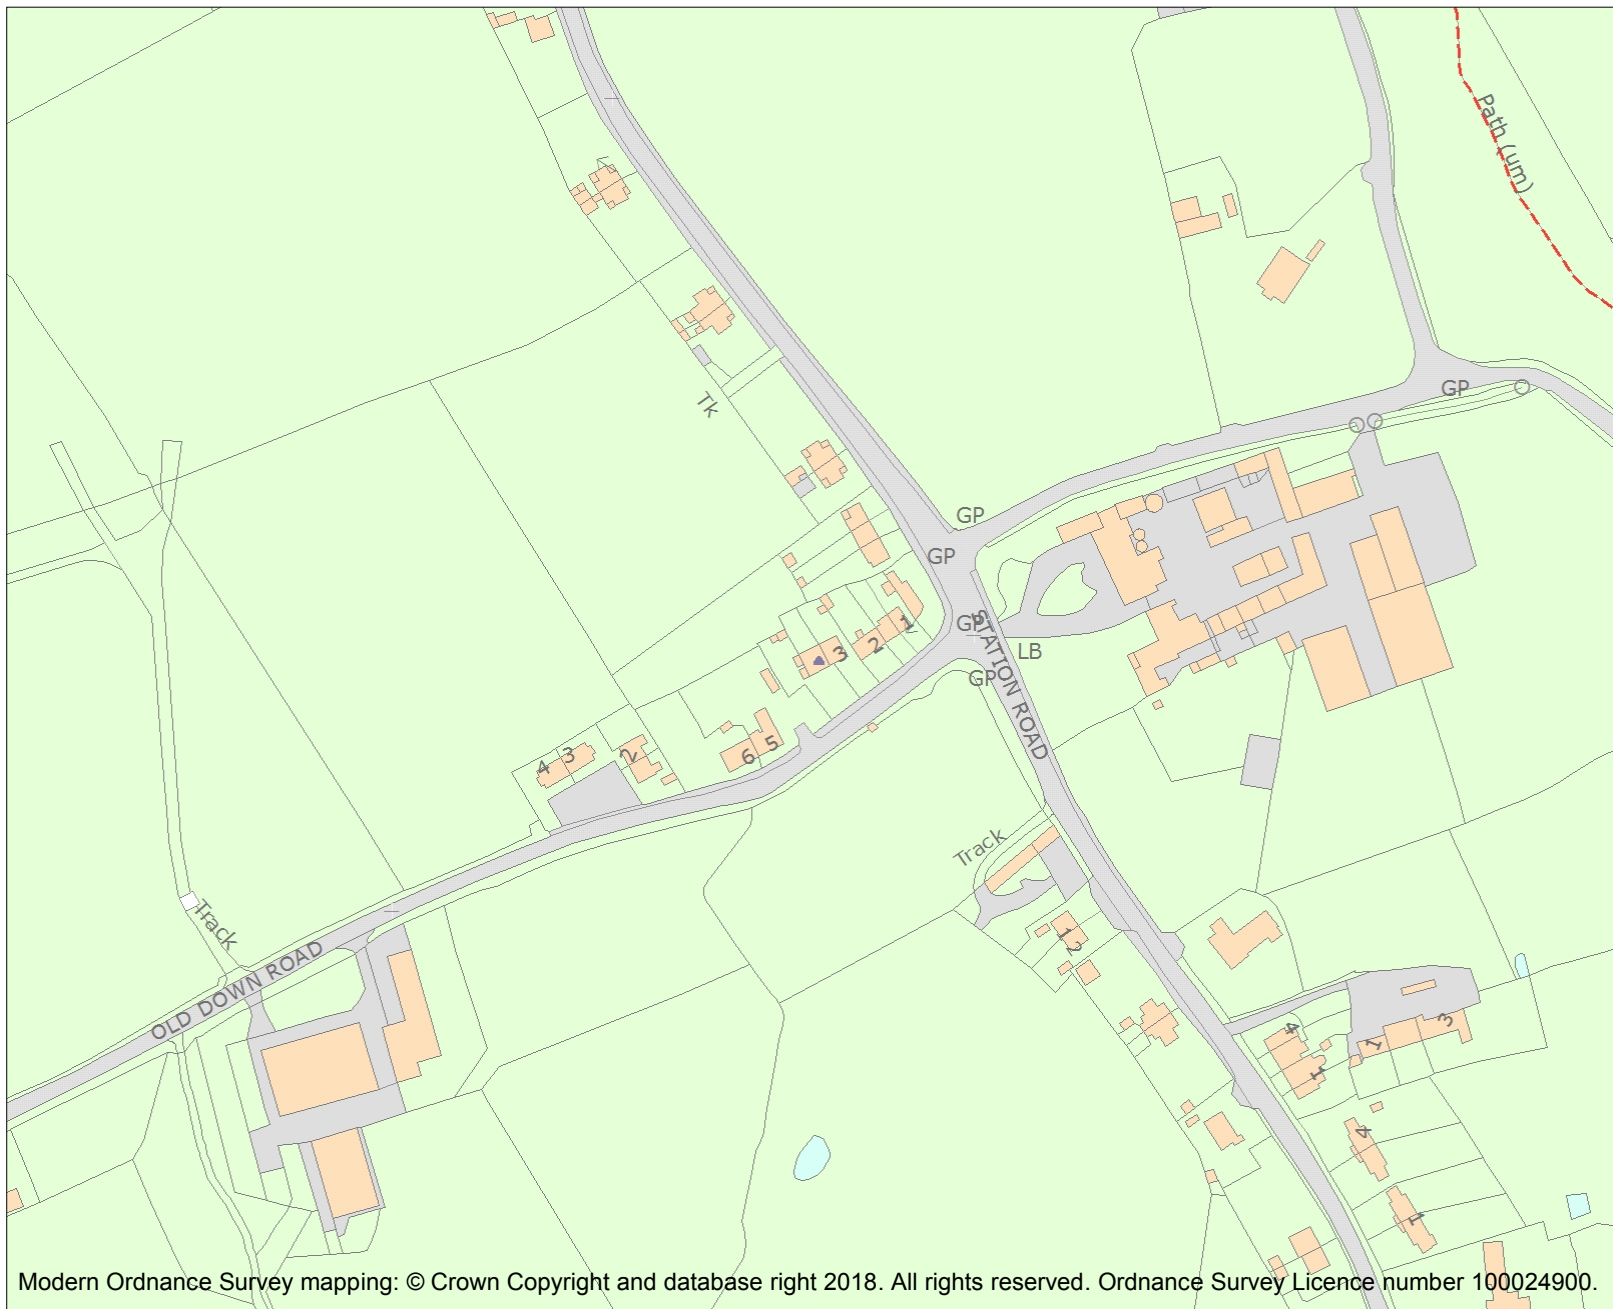 Path (um)
Tk
GP
GP
GP
GP
LB
GP
STATION ROAD
1
2
3
5
6
2
3
4
Track
Track
OLD DOWN ROAD
12
4
1
1
3
4
1
Modern Ordnance Survey mapping: © Crown Copyright and database right 2018. All rights reserved. Ordnance Survey Licence number 100024900.